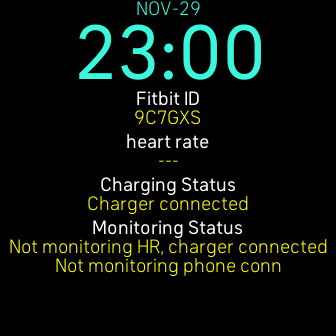 NOV-29
23:00
Fitbit ID
9C7GXS
heart rate
---
Charging Status
Charger connected
Monitoring Status
Not monitoring HR, charger connected
Not monitoring phone conn